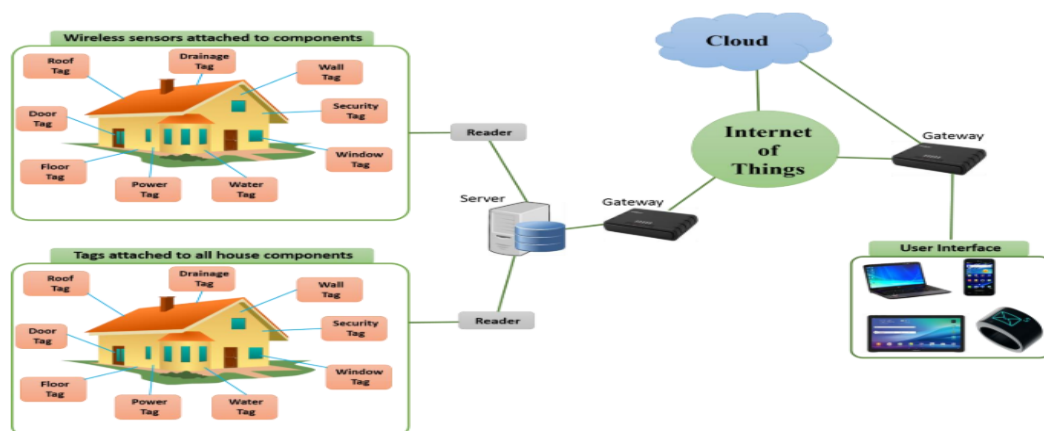 Wireless sensors attached to components
Roof
Tag
Drainage
Tag
Wall
Tag
Door
Tag
Security
Tag
Floor
Tag
Power
Tag
Water
Tag
Window
Tag
Tags attached to all house components
Roof
Tag
Drainage
Tag
Wall
Tag
Door
Tag
Security
Tag
Floor
Tag
Power
Tag
Water
Tag
Window
Tag
Reader
Server
Reader
Gateway
Cloud
Internet
of
Things
Gateway
User Interface